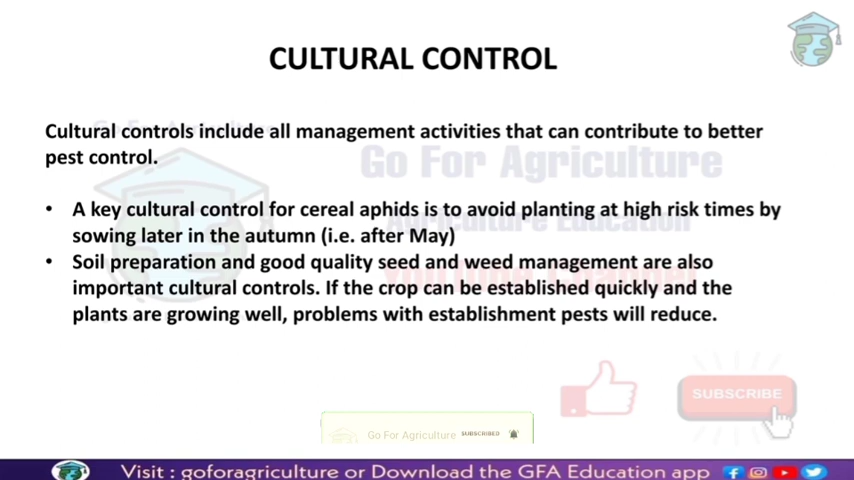 CULTURAL CONTROL
Cultural controls include all management activities that can contribute to better
pest control.
Go For Agriculture
Agriculture Education
YouTube Channel
• A key cultural control for cereal aphids is to avoid planting at high risk times by
sowing later in the autumn (i.e. after May)
• Soil preparation and good quality seed and weed management are also
important cultural controls. If the crop can be established quickly and the
plants are growing well, problems with establishment pests will reduce.
SUBSCRIBE
Go For Agriculture SUBSCRIBED
Visit : goforagriculture or Download the GFA Education app